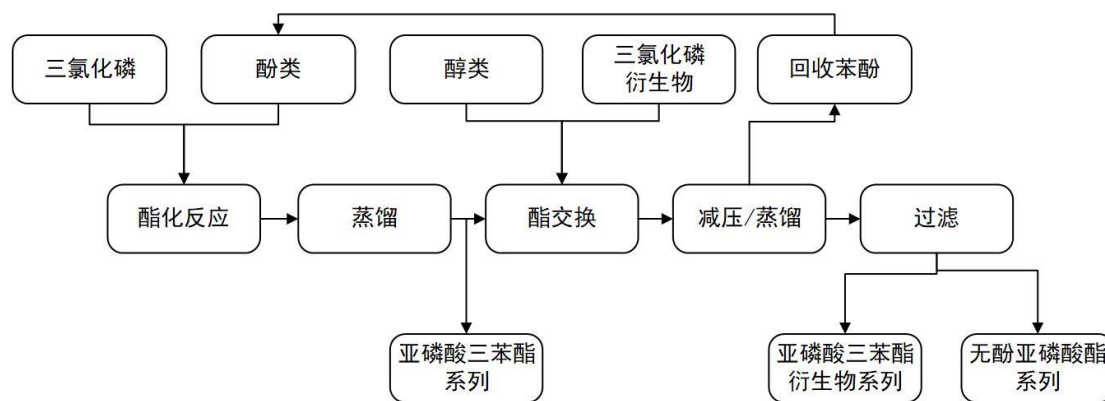 三氯化磷
酚类
醇类
三氯化磷
衍生物
回收苯酚
酯化反应
蒸馏
酯交换
减压/蒸馏
过滤
亚磷酸三苯酯
系列
亚磷酸三苯酯
衍生物系列
无酚亚磷酸酯
系列